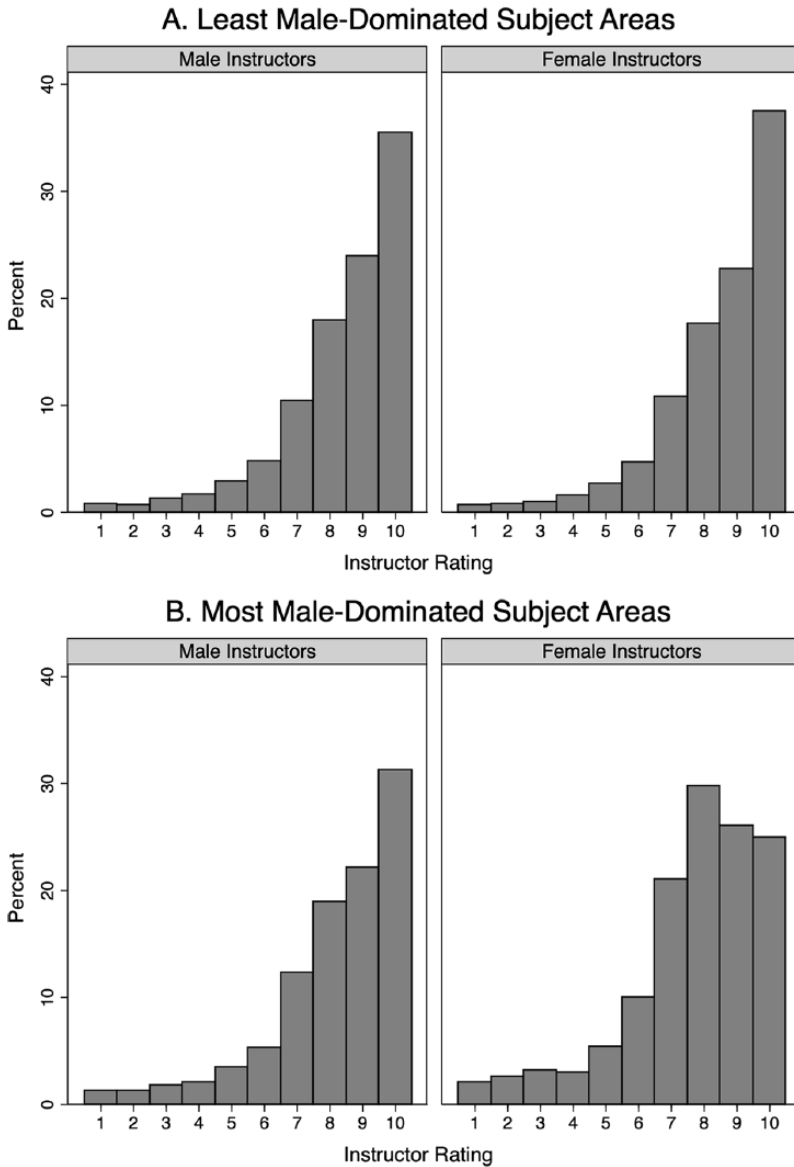 A. Least Male-Dominated Subject Areas
Male Instructors Female Instructors
40
30
20
10
0
Percent
1 2 3 4 5 6 7 8 9 10 1 2 3 4 5 6 7 8 9 10
Instructor Rating
B. Most Male-Dominated Subject Areas
Male Instructors Female Instructors
40
30
20
10
0
Percent
1 2 3 4 5 6 7 8 9 10 1 2 3 4 5 6 7 8 9 10
Instructor Rating